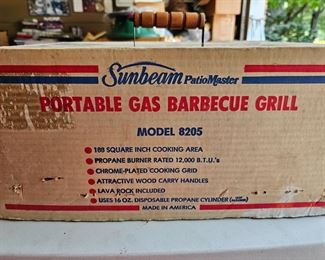 Sunbeam PatioMaster
PORTABLE GAS BARBECUE GRILL
MODEL 8205
188 SQUARE INCH COOKING AREA
PROPANE BURNER RATED 12,000 B.T.U.'s
CHROME-PLATED COOKING GRID
ATTRACTIVE WOOD CARRY HANDLES
LAVA ROCK INCLUDED
USES 16 OZ. DISPOSABLE PROPANE CYLINDER
MADE IN AMERICA